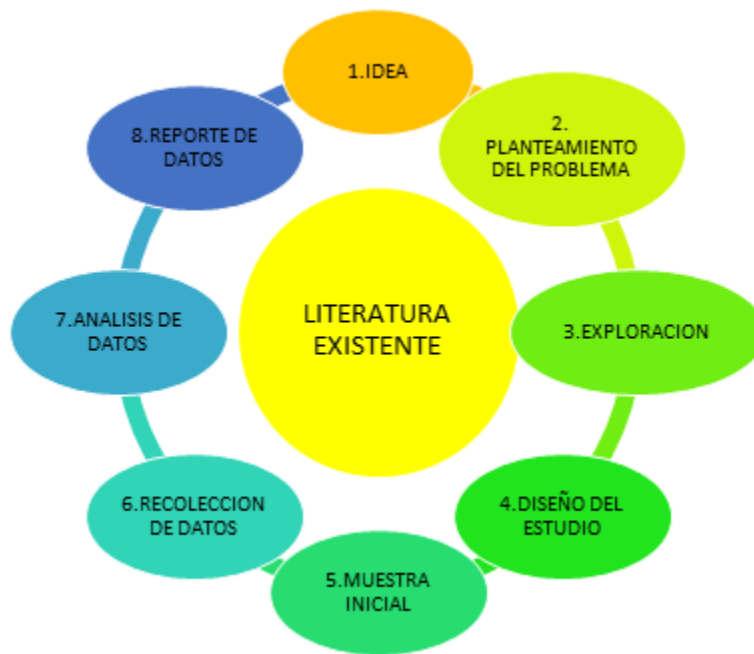 1.IDEA
2.
PLANTEAMIENTO
DEL PROBLEMA
3.EXPLORACION
4.DISEÑO DEL
ESTUDIO
5.MUESTRA
INICIAL
6.RECOLECCION
DE DATOS
7.ANALISIS DE
DATOS
8.REPORTE DE
DATOS
LITERATURA
EXISTENTE